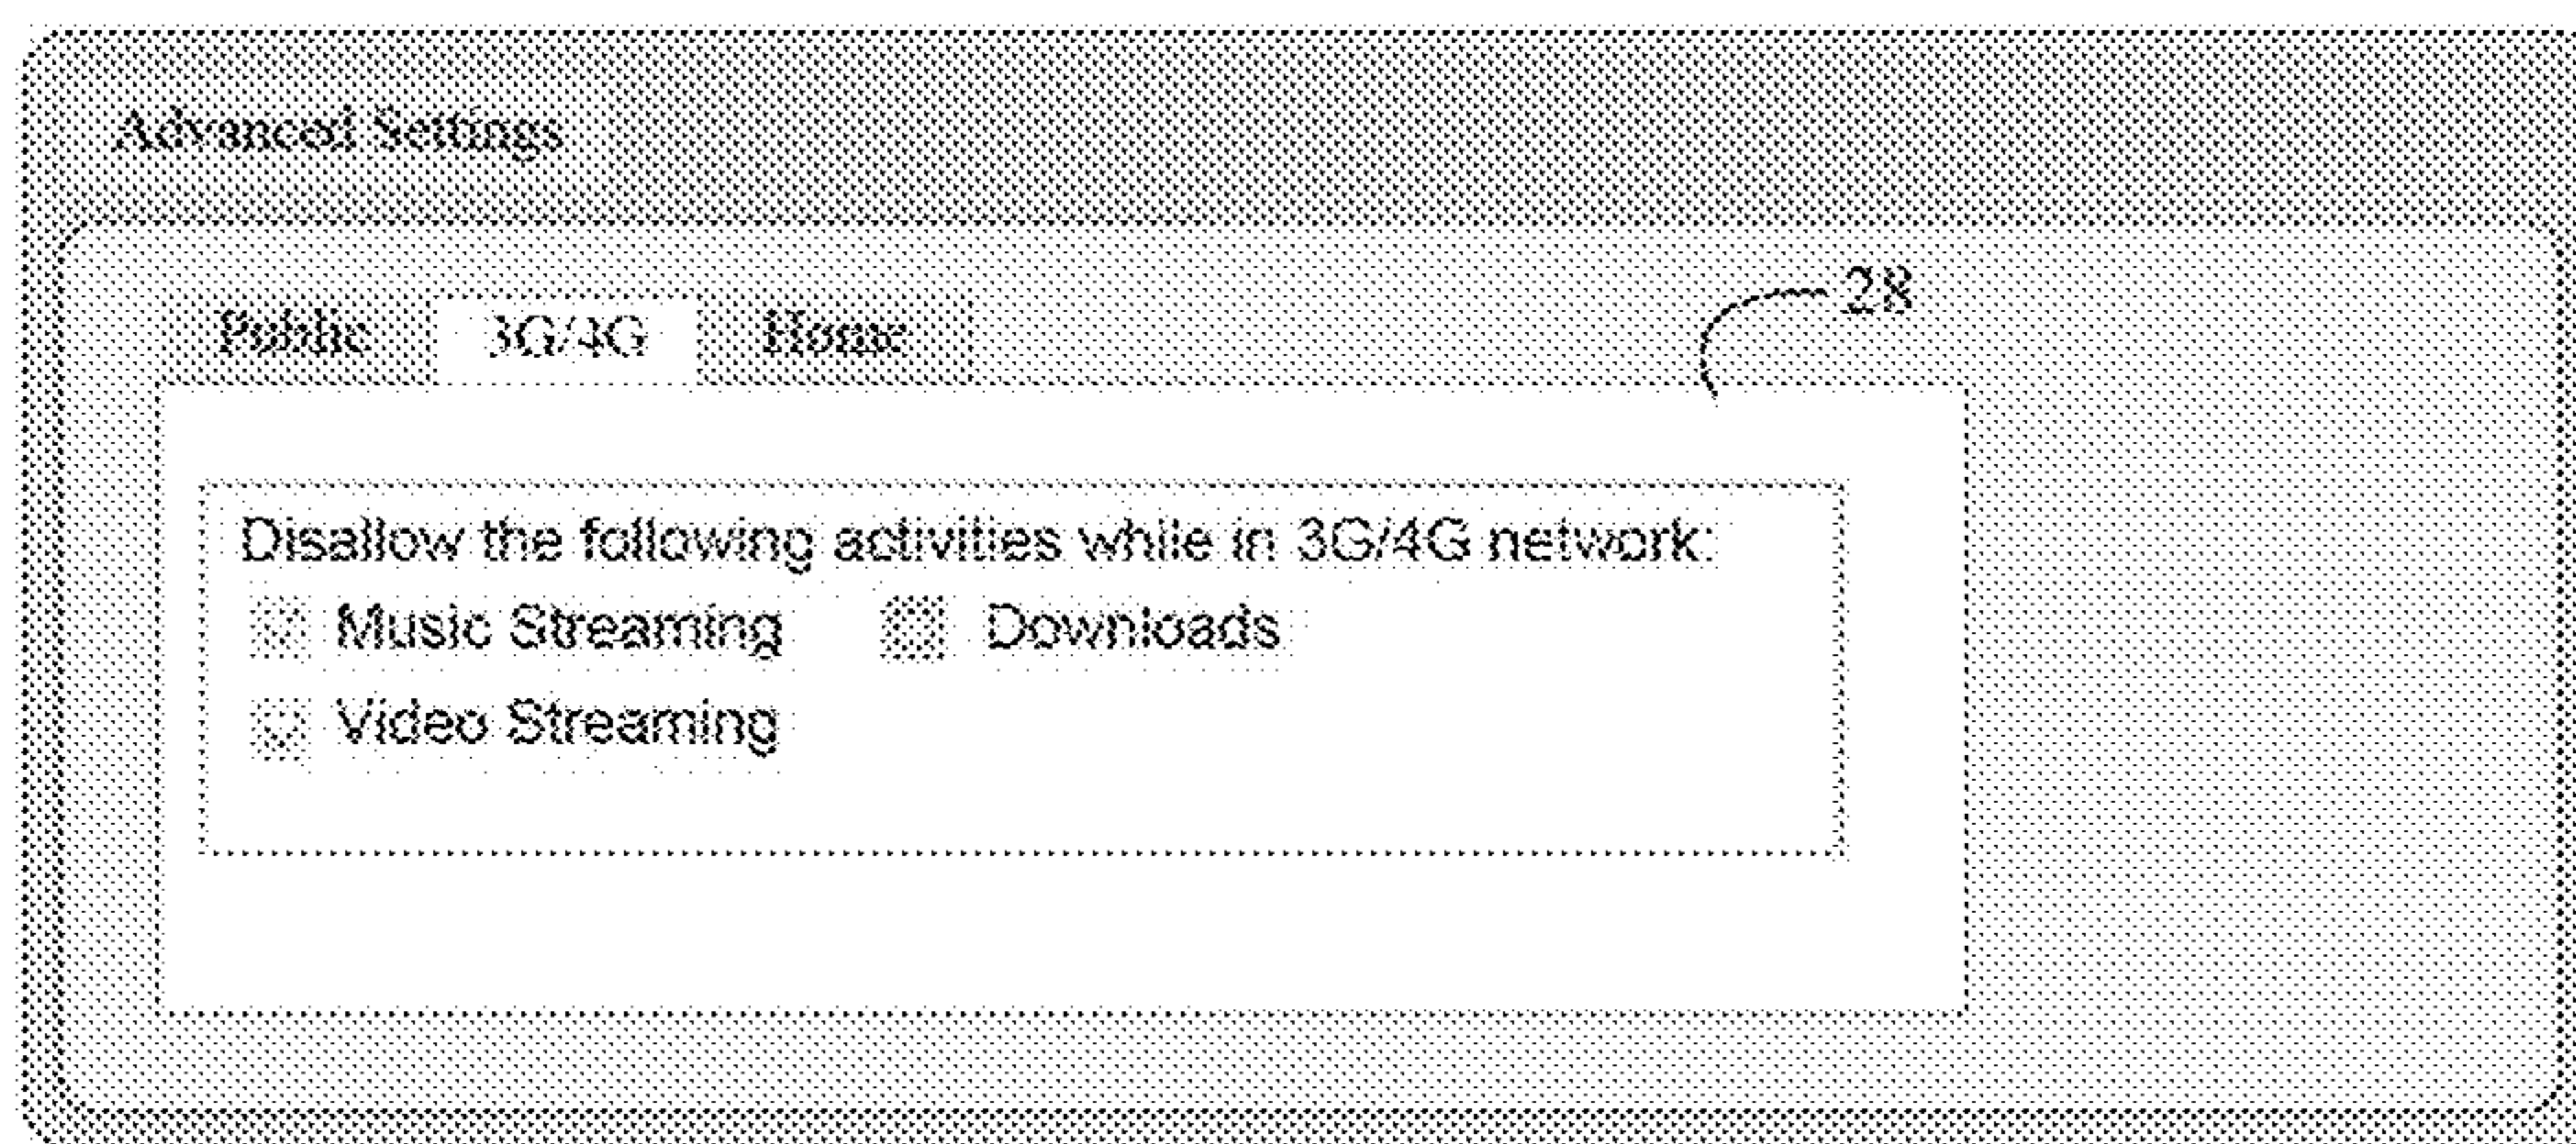 Advanced Settings
28
Public 3G/4G Home
Disallow the following activities while in 3G/4G network:
Music Streaming Downloads
Video Streaming